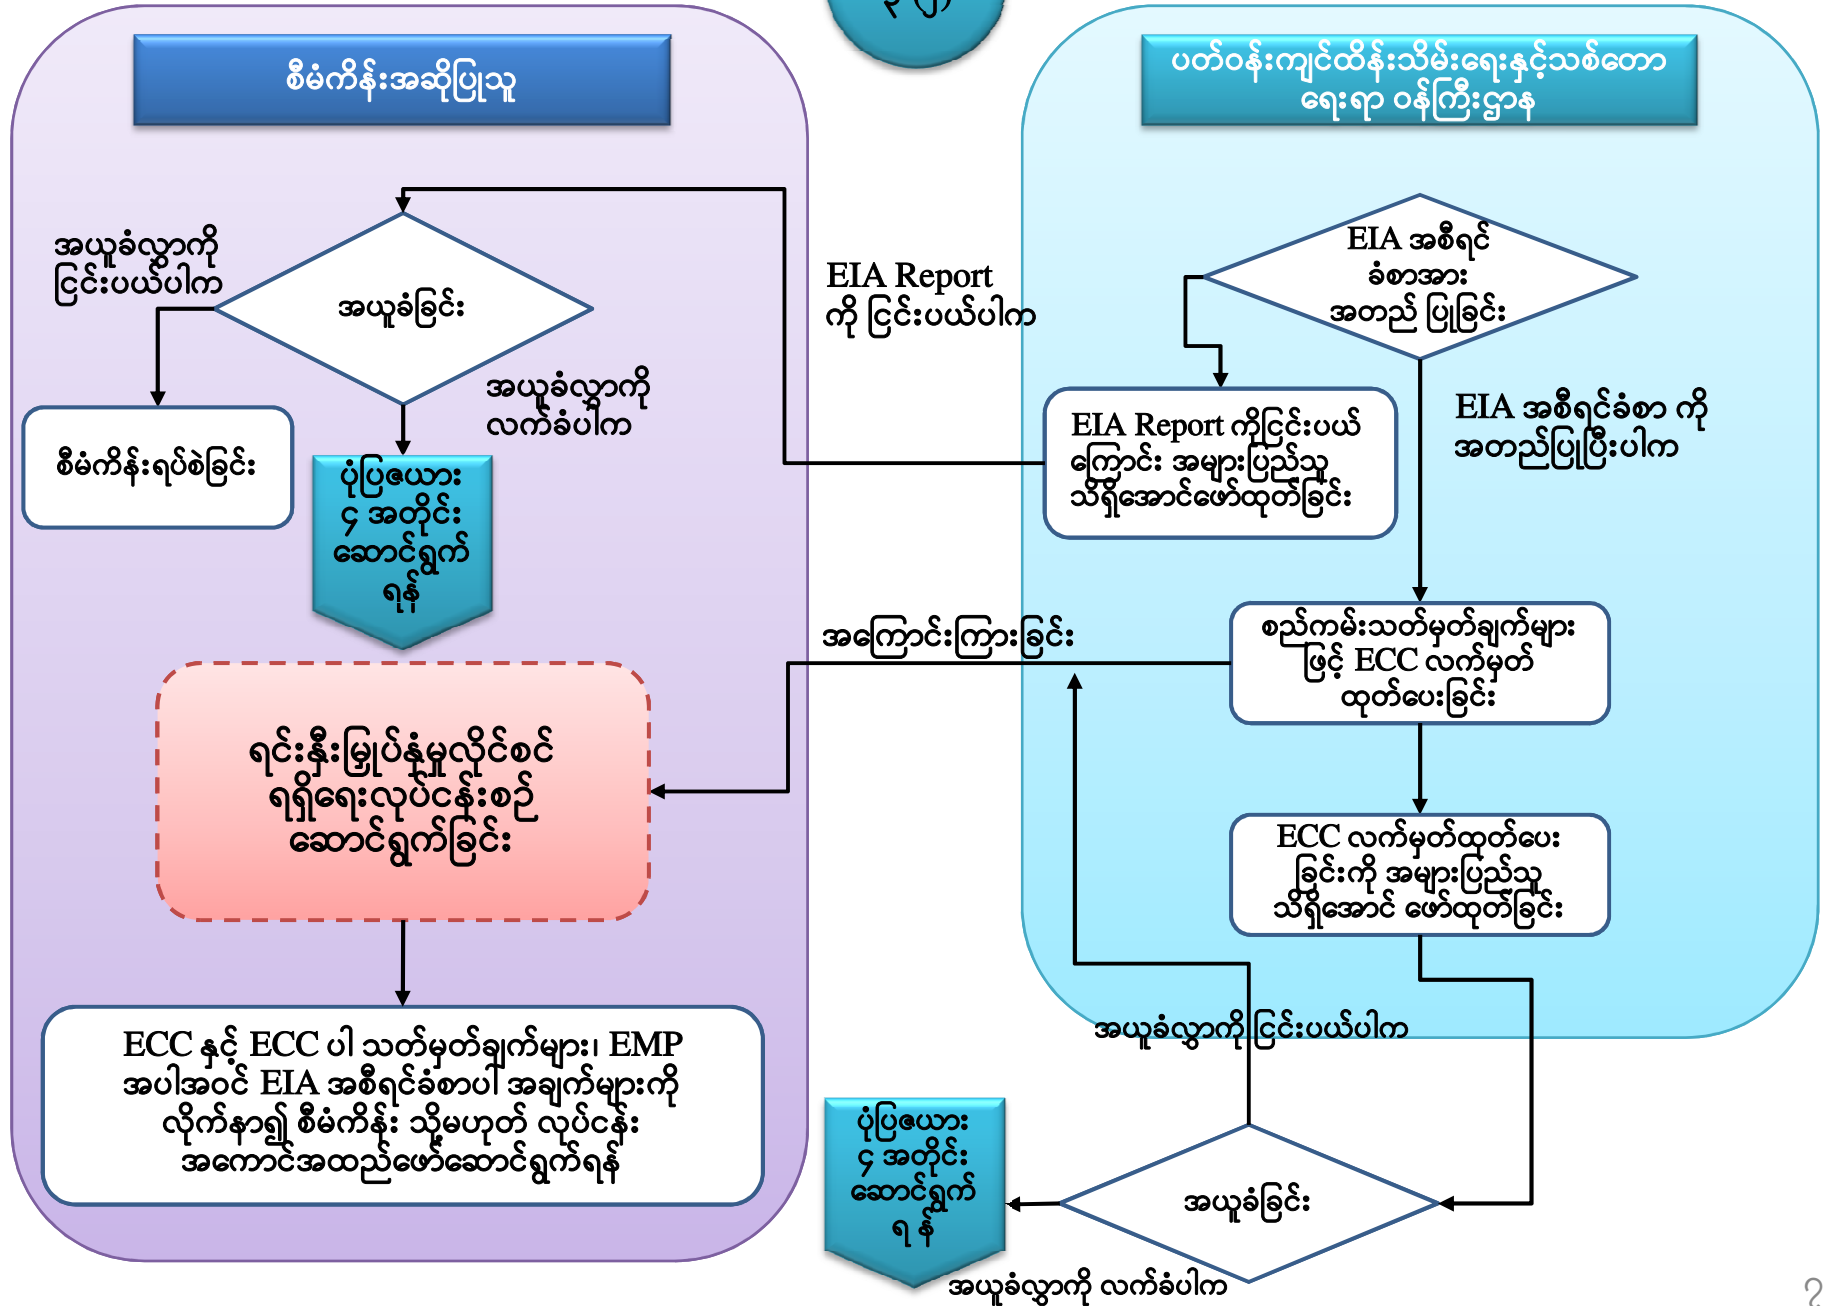 ၃ (၂)
စီမံကိန်းအဆိုပြုသူ
ပတ်ဝန်းကျင်ထိန်းသိမ်းရေးနှင့်သစ်တော
ရေးရာ ဝန်ကြီးဌာန
အယူခံလွှာကို
ငြင်းပယ်ပါက
အယူခံခြင်း
အယူခံလွှာကို
လက်ခံပါက
စီမံကိန်းရပ်စဲခြင်း
ပုံပြဇယား
၄ အတိုင်း
ဆောင်ရွက်
ရန်
EIA Report
ကို ငြင်းပယ်ပါက
EIA အစီရင်
ခံစာအား
အတည် ပြုခြင်း
EIA Report ကိုငြင်းပယ်
ကြောင်း အများပြည်သူ
သိရှိအောင်ဖော်ထုတ်ခြင်း
EIA အစီရင်ခံစာ ကို
အတည်ပြုပြီးပါက
အကြောင်းကြားခြင်း
စည်ကမ်းသတ်မှတ်ချက်များ
ဖြင့် ECC လက်မှတ်
ထုတ်ပေးခြင်း
ရင်းနှီးမြှုပ်နှံမှုလိုင်စင်
ရရှိရေးလုပ်ငန်းစဉ်
ဆောင်ရွက်ခြင်း
ECC လက်မှတ်ထုတ်ပေး
ခြင်းကို အများပြည်သူ
သိရှိအောင် ဖော်ထုတ်ခြင်း
ECC နှင့် ECC ပါ သတ်မှတ်ချက်များ၊ EMP
အပါအဝင် EIA အစီရင်ခံစာပါ အချက်များကို
လိုက်နာ၍ စီမံကိန်း သို့မဟုတ် လုပ်ငန်း
အကောင်အထည်ဖော်ဆောင်ရွက်ရန်
အယူခံလွှာကို ငြင်းပယ်ပါက
ပုံပြဇယား
၄ အတိုင်း
ဆောင်ရွက်
ရ န်
အယူခံခြင်း
အယူခံလွှာကို လက်ခံပါက